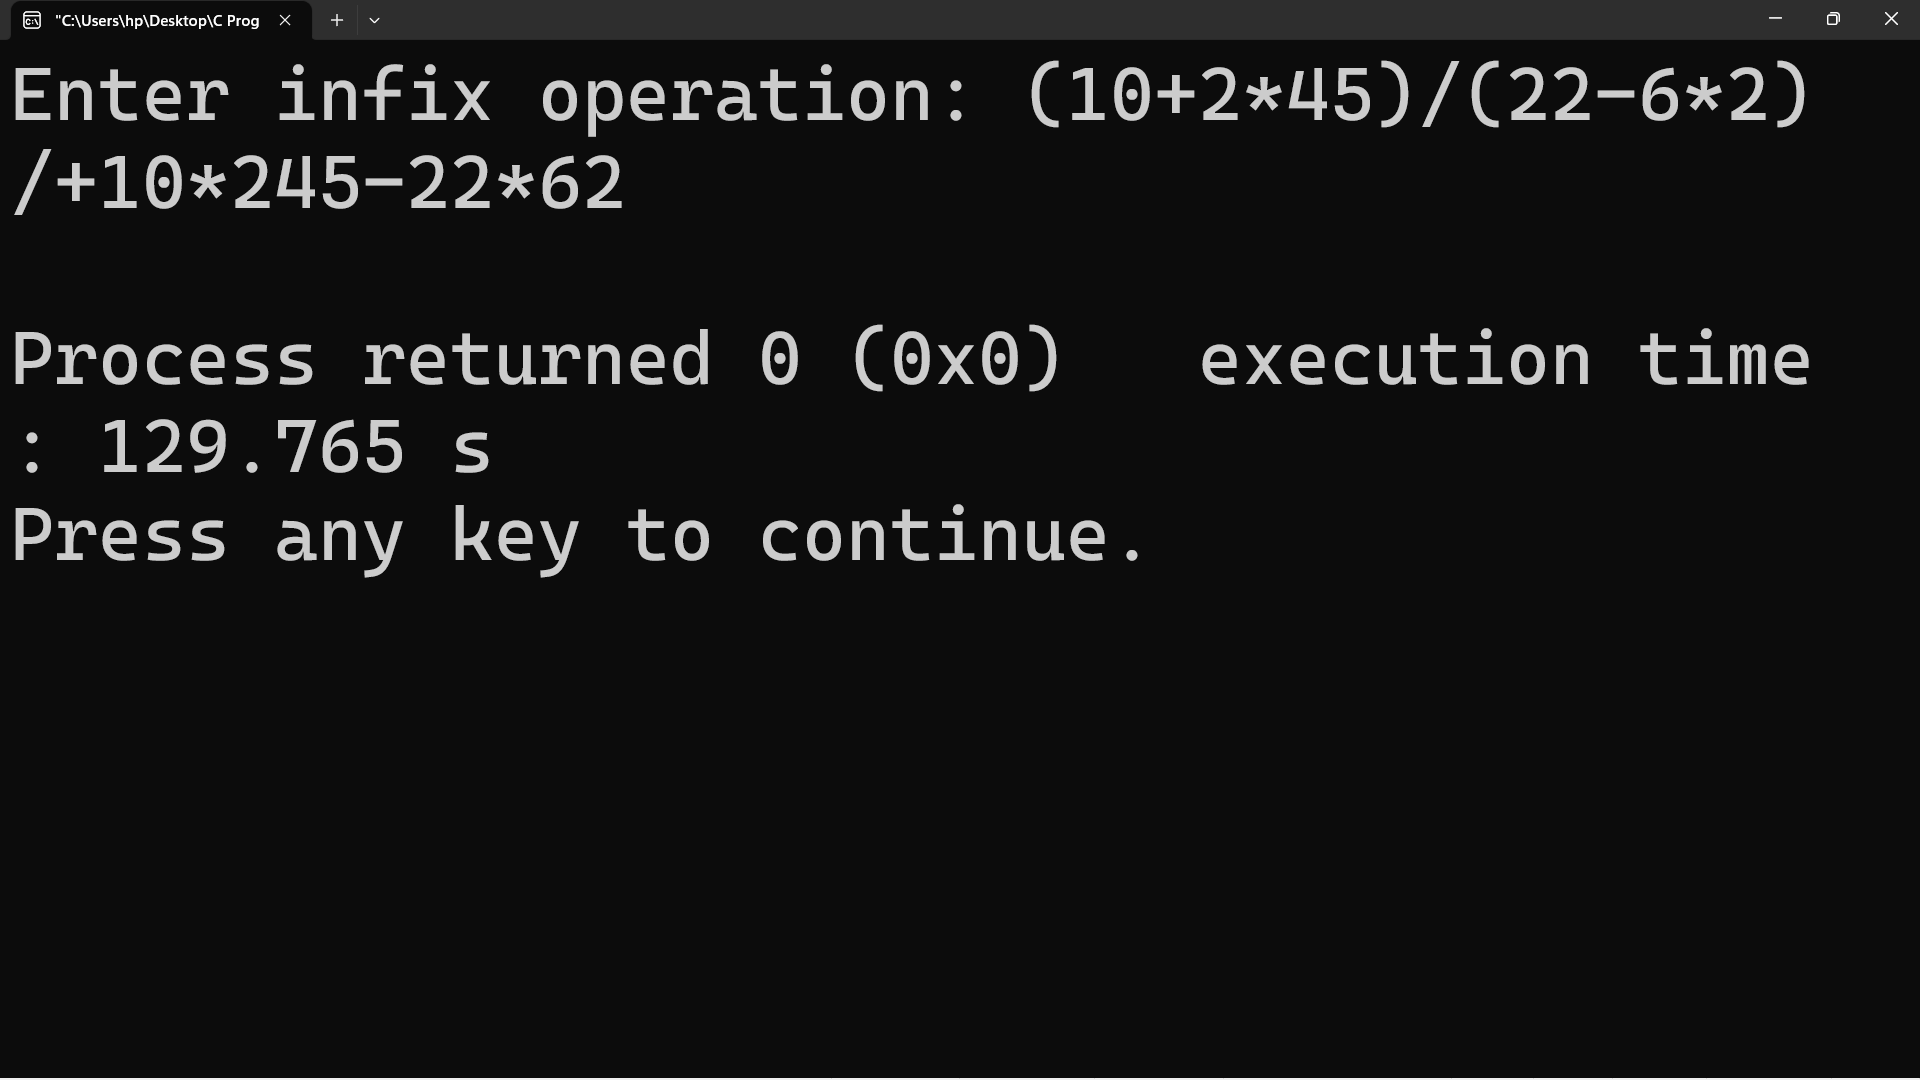 "C:\Users\hp\Desktop\C Prog
Enter infix operation: (10+2*45)/(22-6*2)
/+10*245-22*62
Process returned 0 (0x0)   execution time
: 129.765 s
Press any key to continue.